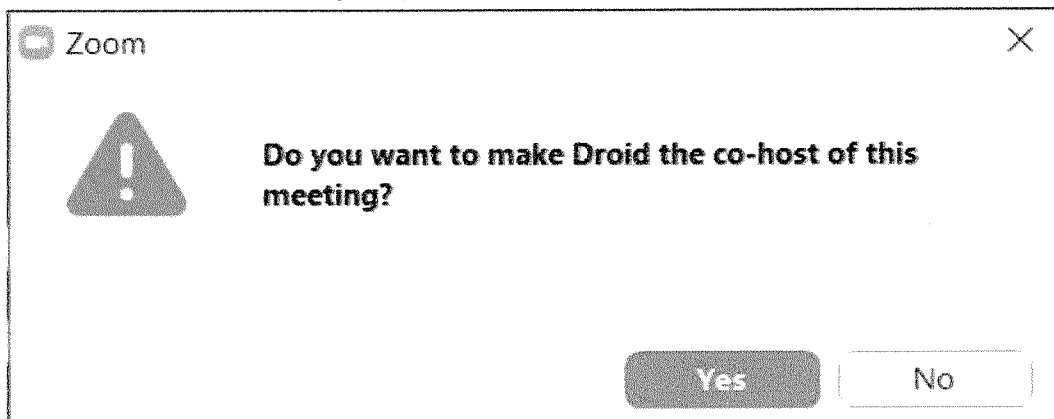 Zoom
Do you want to make Droid the co-host of this
meeting?
Yes
No